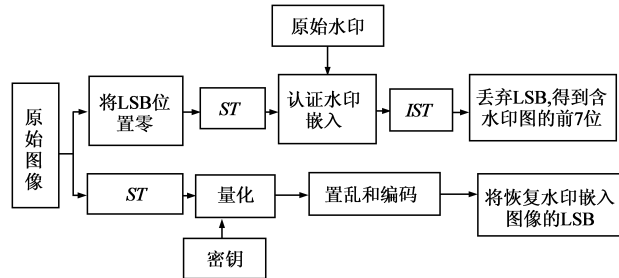 原始水印
原始图像
将LSB位
置零
ST
认证水印
嵌入
IST
丢弃LSB,得到含
水印图的前7位
ST
量化
置乱和编码
将恢复水印嵌入
图像的LSB
密钥